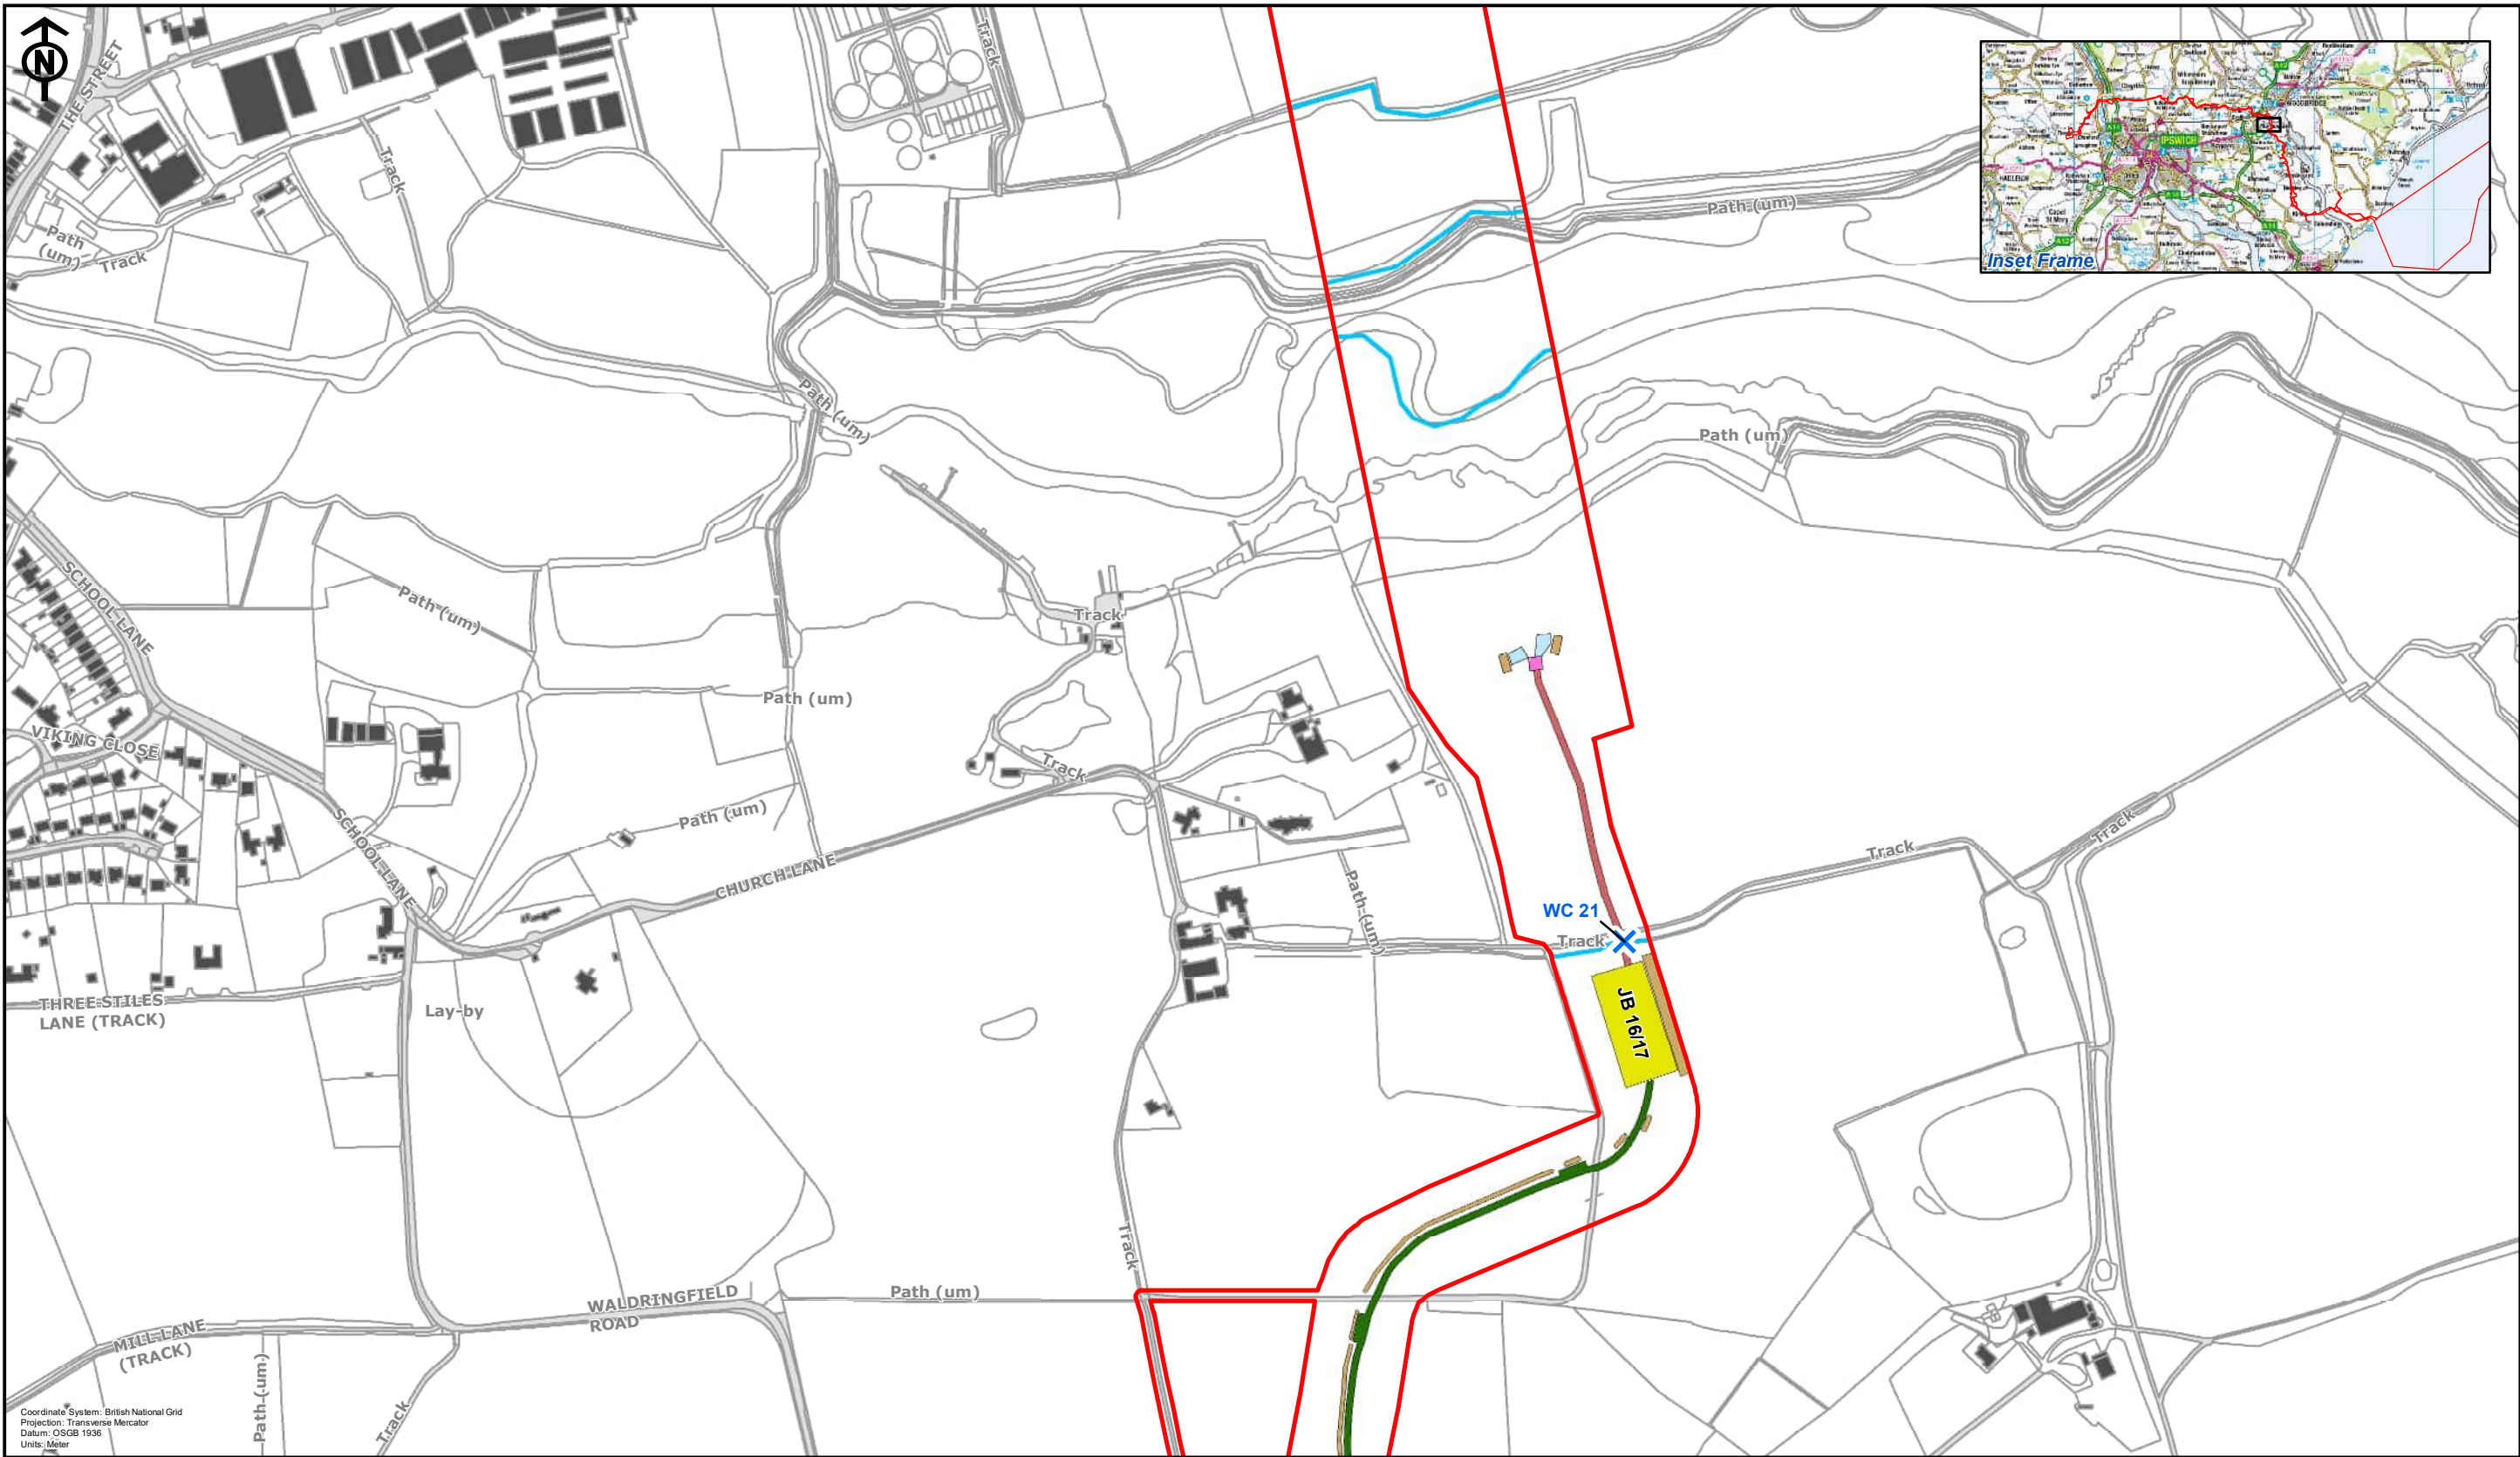 N
THE STREET
Track
Track
Path
(um)
Track
Path (um)
IPSWICH
HADLEIGH
Capel
St Mary
Inset Frame
Path (um)
Path (um)
SCHOOL LANE
Path (um)
Track
Path (um)
VIKING CLOSE
Track
SCHOOL LANE
Path (um)
CHURCH LANE
Path (um)
Track
Track
WC 21
Track
JB 16/17
THREE STILES
LANE (TRACK)
Lay-by
Track
WALDRINGFIELD
ROAD
Path (um)
MILL LANE
(TRACK)
Path (um)
Track
Coordinate System: British National Grid
Projection: Transverse Mercator
Datum: OSGB 1936
Units: Meter